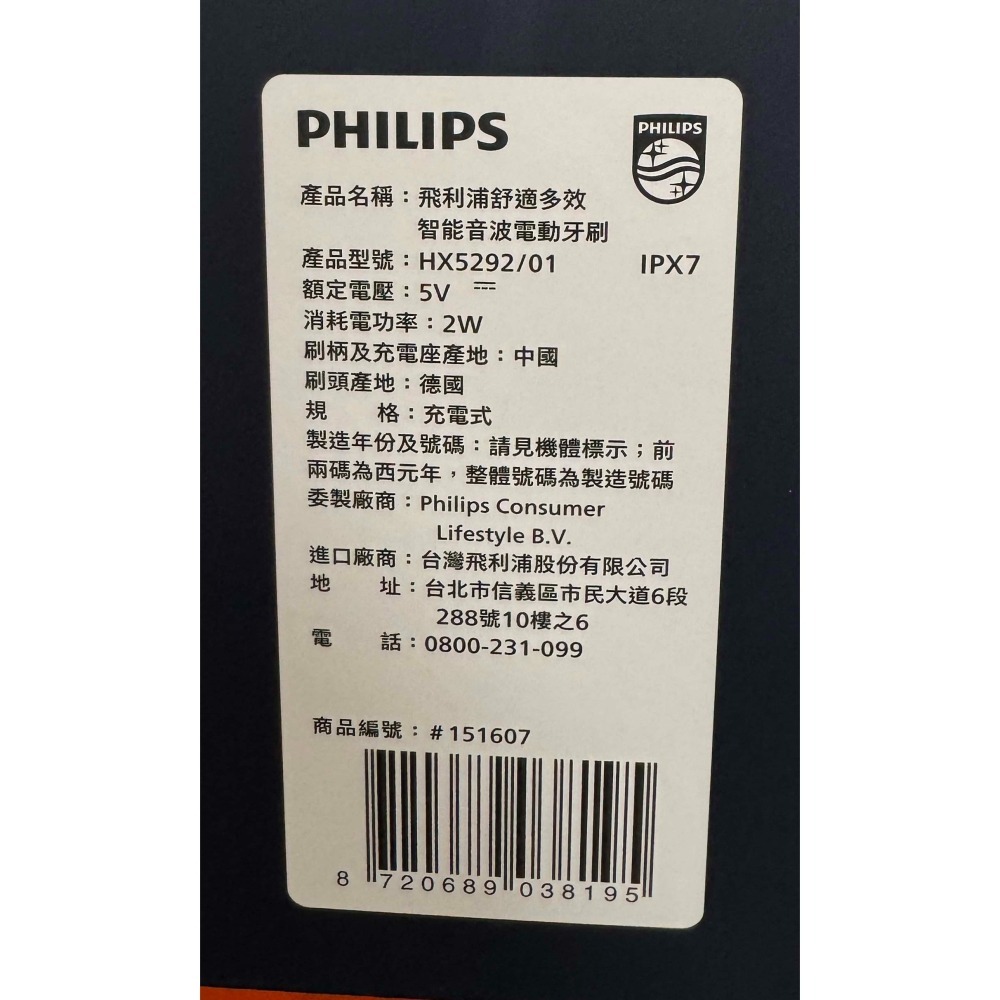 PHILIPS
PHILIPS
產品名稱：飛利浦舒適多效
智能音波電動牙刷
產品型號：HX5292/01 IPX7
額定電壓：5V ⎓
消耗電功率：2W
刷柄及充電座產地：中國
刷頭產地：德國
規 格：充電式
製造年份及號碼：請見機體標示；前
兩碼為西元年，整體號碼為製造號碼
委製廠商：Philips Consumer
Lifestyle B.V.
進口廠商：台灣飛利浦股份有限公司
地 址：台北市信義區市民大道6段
288號10樓之6
電 話：0800-231-099
商品編號：#151607
8 720689 038195